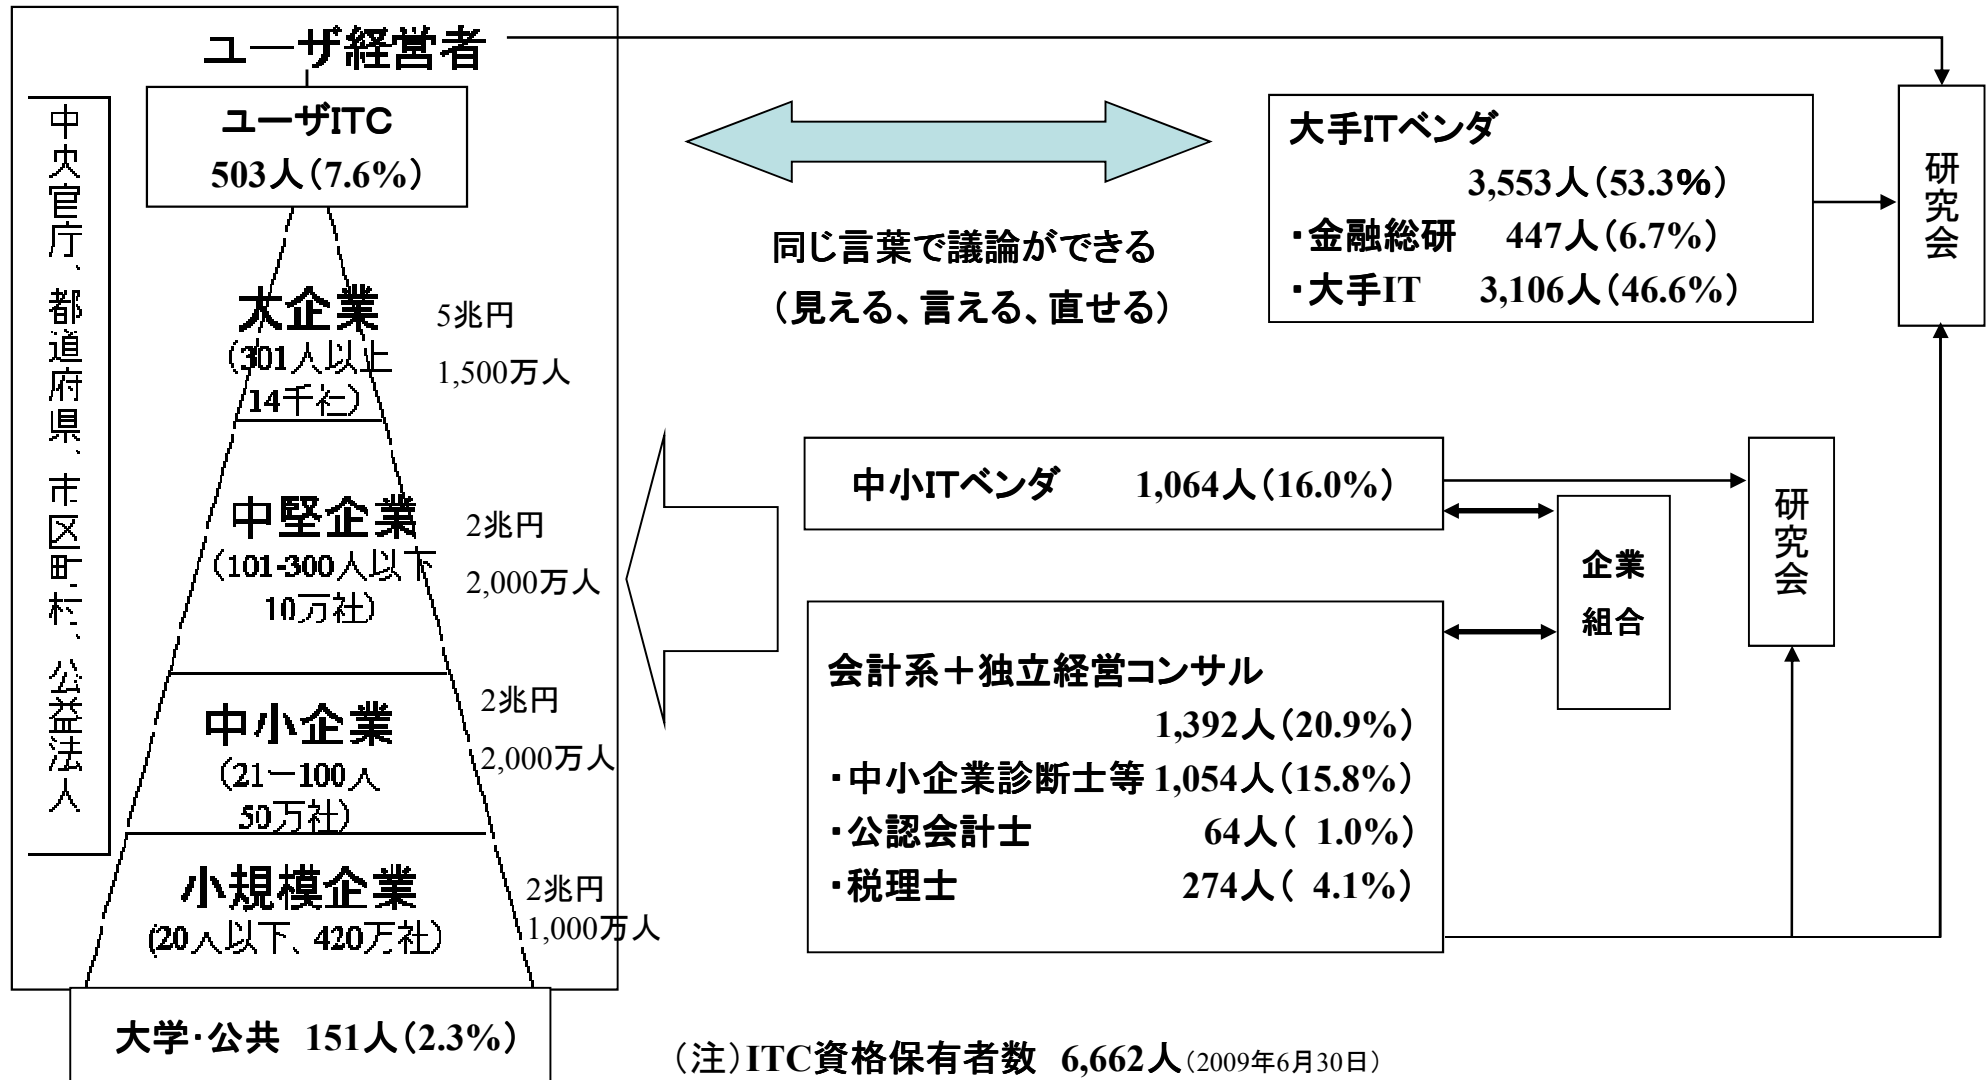 ユーザ経営者
中央官庁、都道府県、市区町村、公益法人
ユーザITC
503人(7.6%)
大企業
(301人以上
14千社)
5兆円
1,500万人
中堅企業
(101-300人以下
10万社)
2兆円
2,000万人
中小企業
(21ー100人
50万社)
2兆円
2,000万人
小規模企業
(20人以下、420万社)
2兆円
1,000万人
大学・公共 151人(2.3%)
同じ言葉で議論ができる
(見える、言える、直せる)
大手ITベンダ
3,553人(53.3%)
・金融総研 447人(6.7%)
・大手IT 3,106人(46.6%)
研究会
中小ITベンダ 1,064人(16.0%)
企業
組合
研究会
会計系+独立経営コンサル
1,392人(20.9%)
・中小企業診断士等 1,054人(15.8%)
・公認会計士 64人( 1.0%)
・税理士 274人( 4.1%)
(注)ITC資格保有者数 6,662人(2009年6月30日)